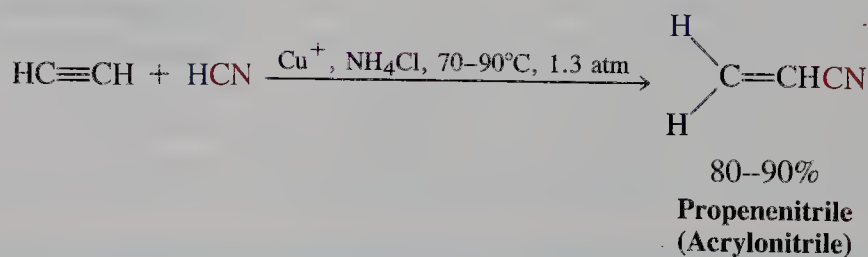 H
HC≡CH + HCN Cu⁺, NH₄Cl, 70–90°C, 1.3 atm C=CHCN
H
80--90%
Propenenitrile
(Acrylonitrile)